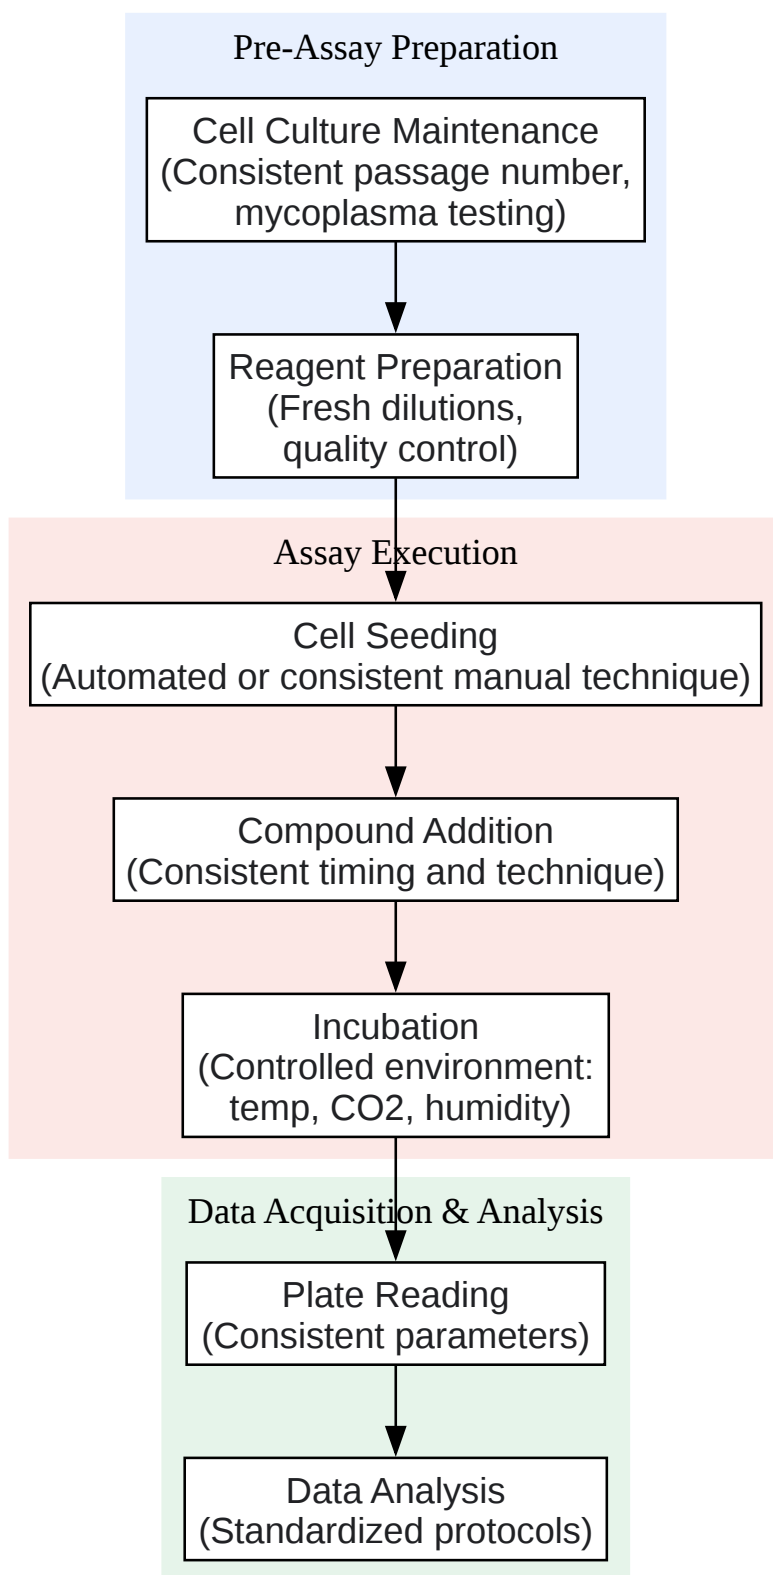 Pre-Assay Preparation
Cell Culture Maintenance
(Consistent passage number,
mycoplasma testing)
Reagent Preparation
(Fresh dilutions,
quality control)
Assay Execution
Cell Seeding
(Automated or consistent manual technique)
Compound Addition
(Consistent timing and technique)
Incubation
(Controlled environment:
temp, CO2, humidity)
Data Acquisition & Analysis
Plate Reading
(Consistent parameters)
Data Analysis
(Standardized protocols)